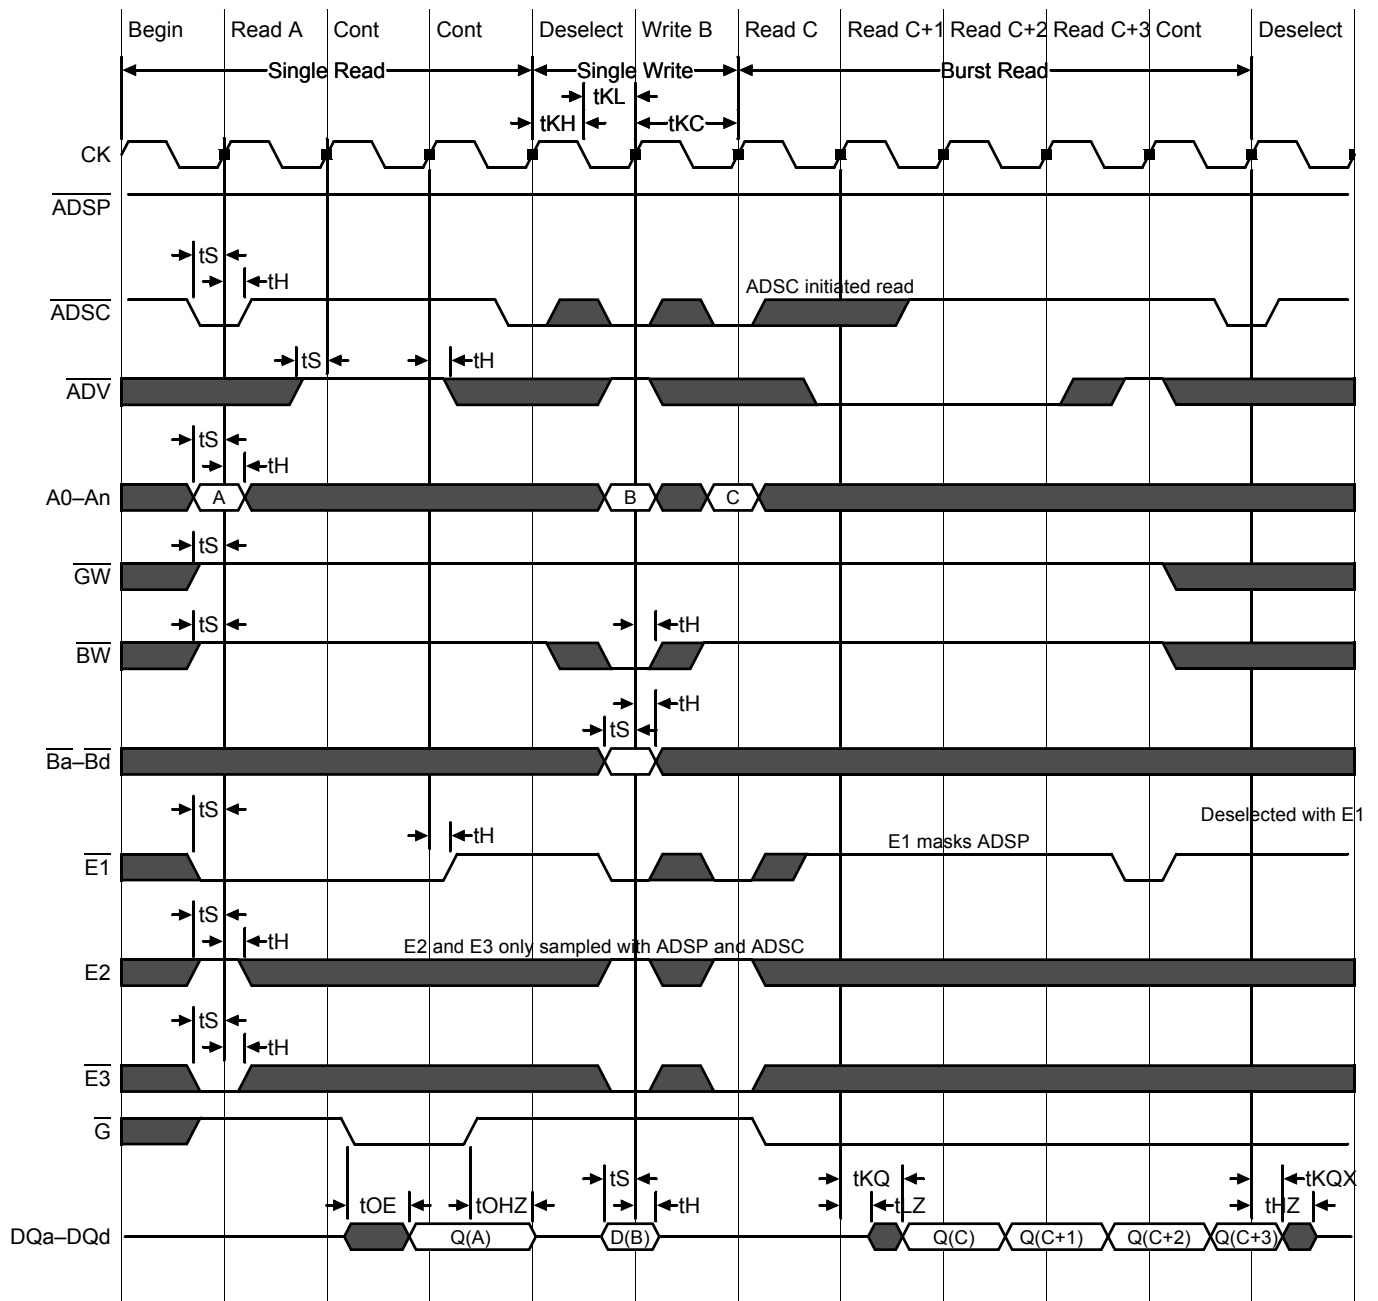 Begin Read A Cont Cont Deselect Write B Read C Read C+1 Read C+2 Read C+3 Cont Deselect
Single Read Single Write Burst Read
tKL
tKH tKC
CK
ADSP
tS
tH
ADSC initiated read
ADSC
tS tH
ADV
tS
tH
A0–An A B C
tS
GW
tS tH
BW
tH
tS
Ba–Bd
tS
Deselected with E1
tH E1 masks ADSP
E1
tS
tH E2 and E3 only sampled with ADSP and ADSC
E2
tS
tH
E3
G
tS tKQ tKQX
tOE tOHZ tH tLZ tHZ
DQa–DQd Q(A) D(B) Q(C) Q(C+1) Q(C+2) Q(C+3)